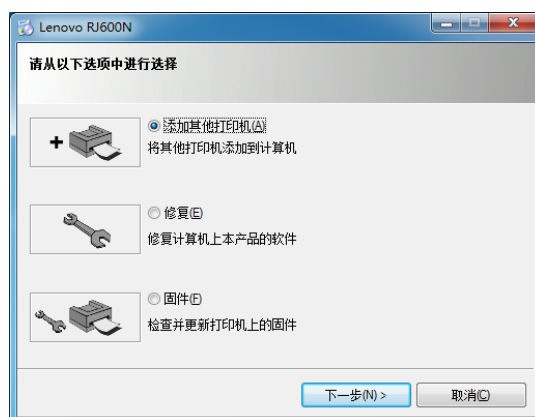 Lenovo RJ600N
请从以下选项中进行选择
添加其他打印机(A)
将其他打印机添加到计算机
修复(E)
修复计算机上本产品的软件
固件(F)
检查并更新打印机上的固件
下一步(N) >
取消(C)